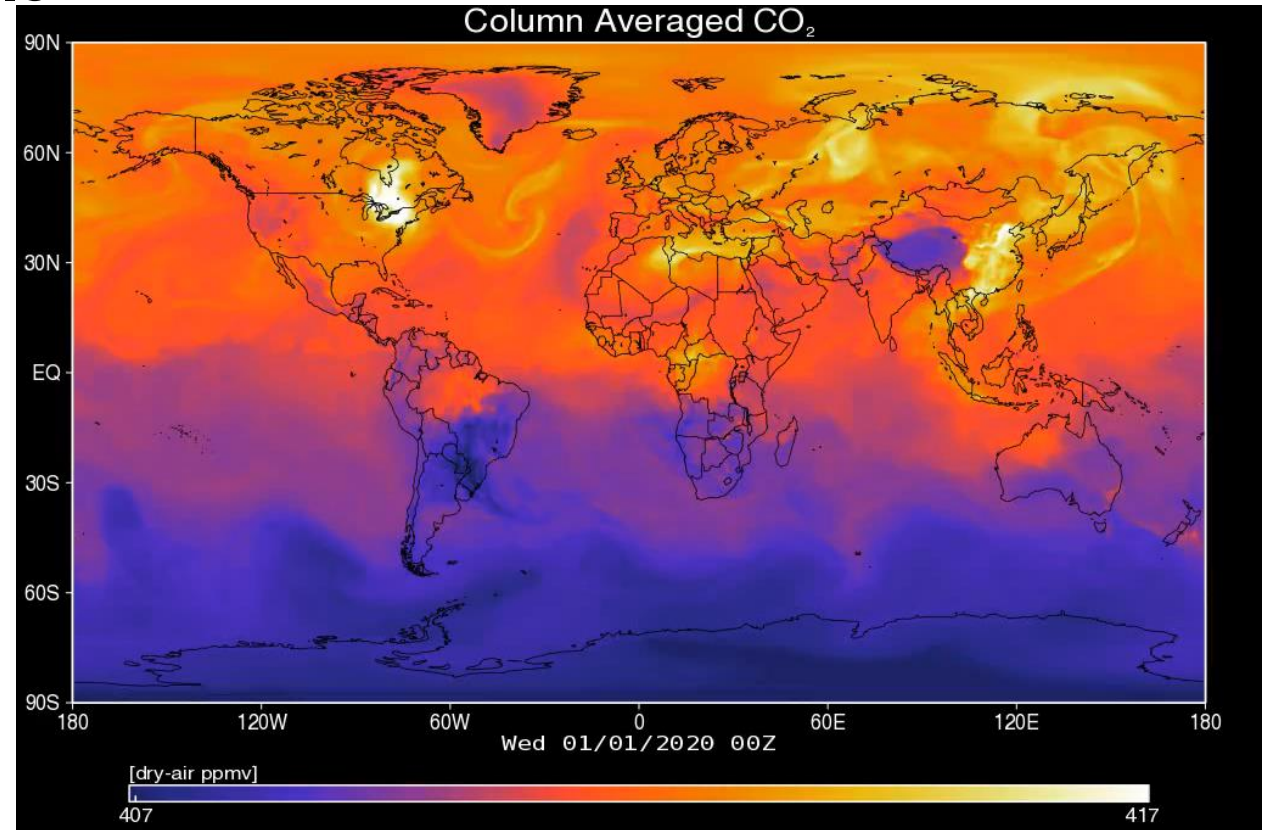 Column Averaged CO₂
90N
60N
30N
EQ
30S
60S
90S
180 120W 60W 0 60E 120E 180
Wed 01/01/2020 00Z
[dry-air ppmv]
407 417